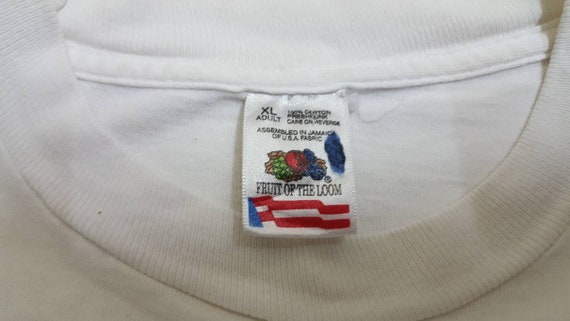 XL
ADULT
100% COTTON
PRESHRUNK
CARE ON REVERSE
ASSEMBLED IN JAMAICA
OF U.S.A. FABRIC
®
FRUIT OF THE LOOM